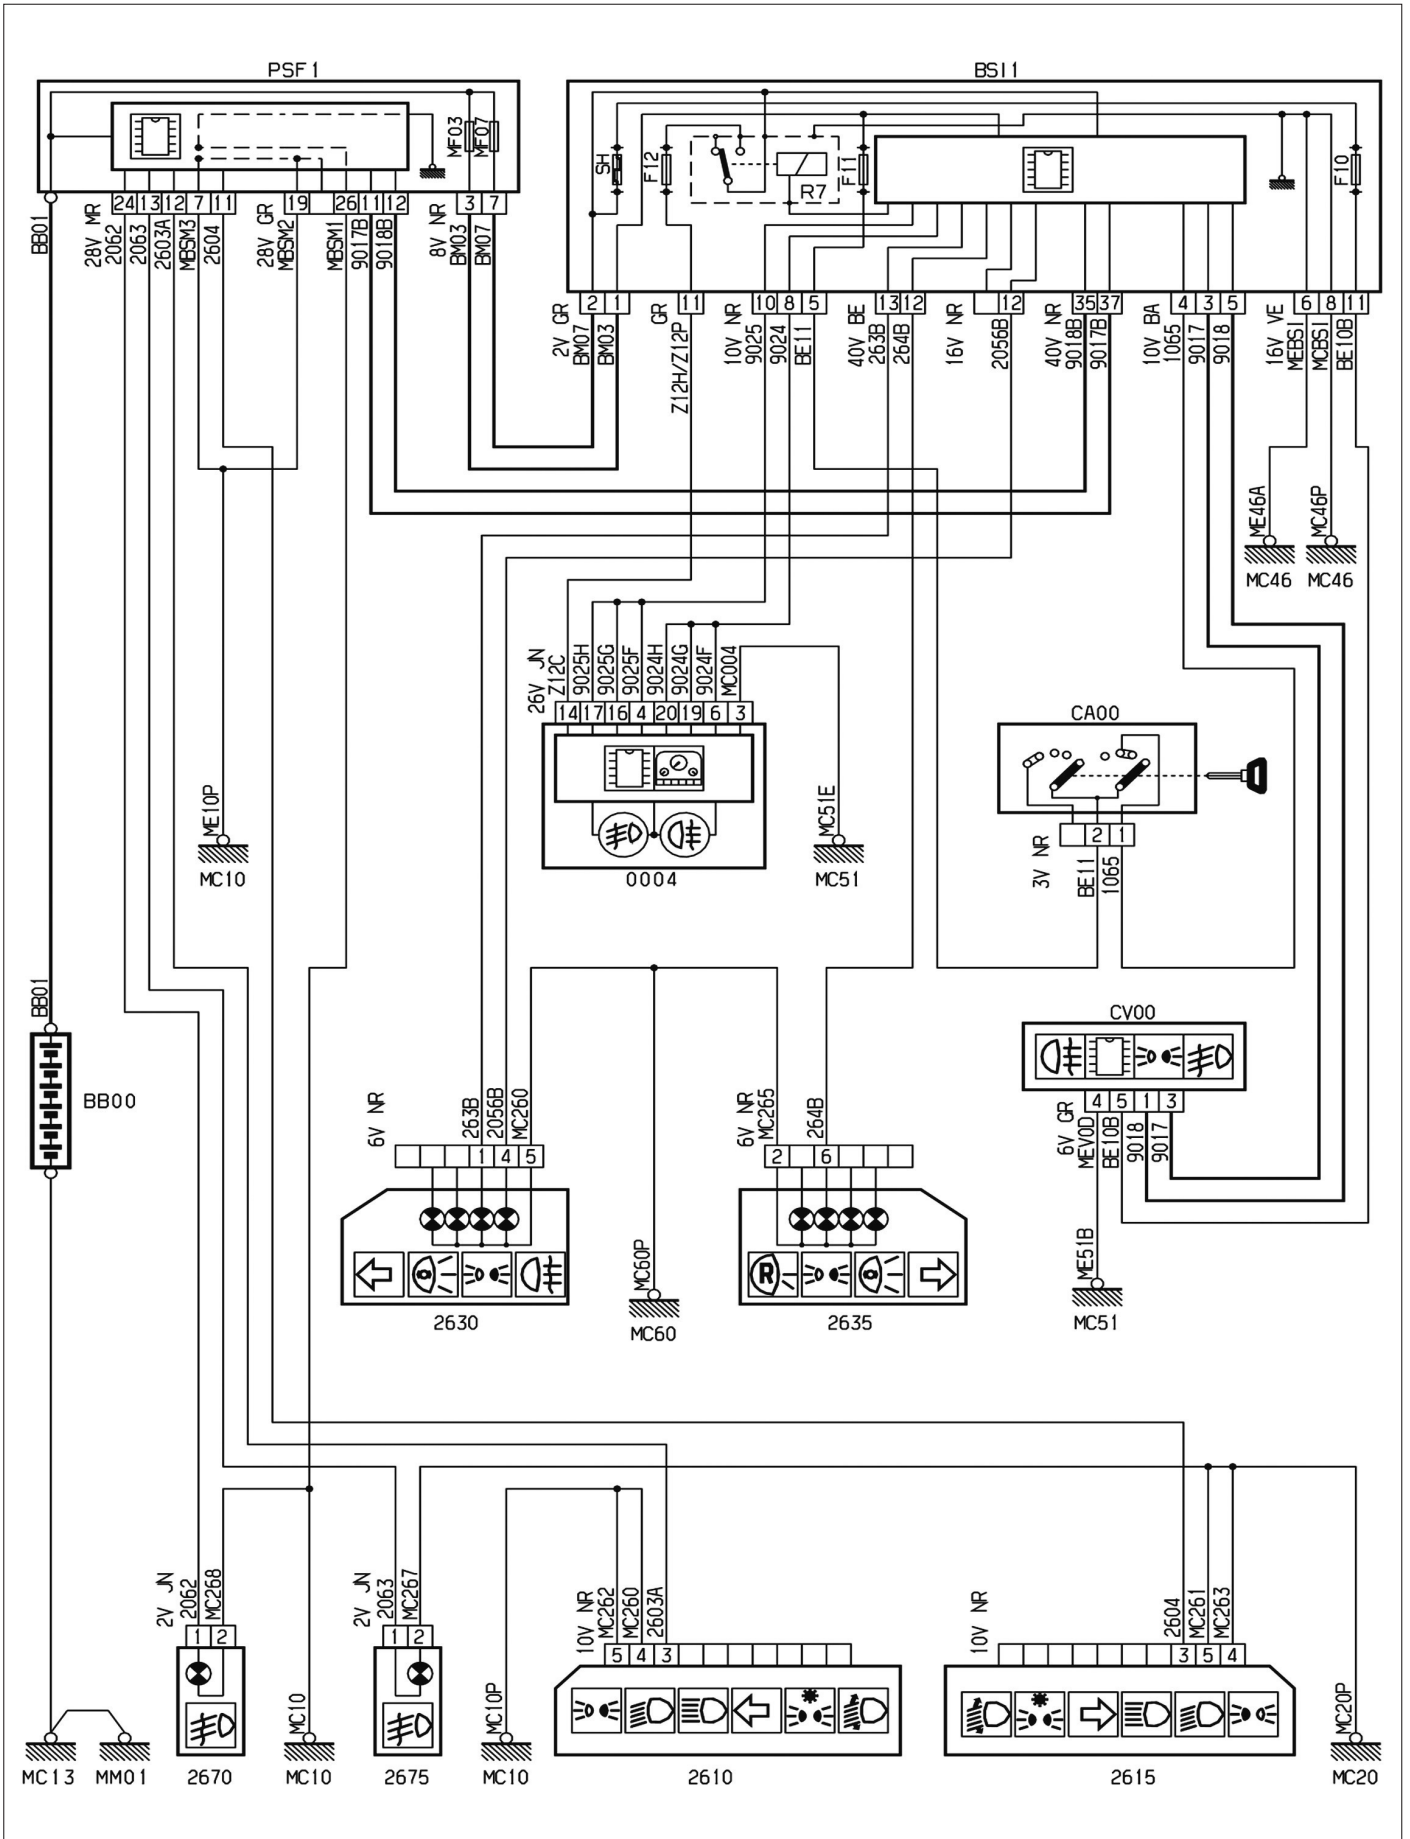 PSF1
BSI1
MF03
MF07
SH
F12
R7
F11
F10
24 13 12 7 11 19 26 11 12 3 7
BB01
28V MR
2062
2063
2603A
MBSM3
2604
28V GR
MBSM2
MBSM1
9017B
9018B
8V NR
BM03
BM07
2 1 11 10 8 5 13 12 12 35 37 4 3 5 6 8 11
2V GR
BM07
BM03
GR
Z12H/Z12P
10V NR
9025
9024
BE11
40V BE
263B
264B
16V NR
2056B
40V NR
9018B
9017B
10V BA
1065
9017
9018
16V VE
MEBSI
MCBSI
BE10B
ME46A
MC46P
MC46 MC46
26V JN
Z12C
9025H
9025G
9025F
9024H
9024G
9024F
MC004
14 17 16 4 20 19 6 3
CA00
ME10P
MC10
0004
MC51E
MC51
2 1
3V NR
BE11
1065
BB01
BB00
CV00
4 5 1 3
6V GR
MEV0D
BE10B
9018
9017
6V NR
263B
2056B
MC260
1 4 5
6V NR
MC265
264B
2 6
R
MC60P
ME51B
2630
MC60
2635
MC51
2V JN
2062
MC268
1 2
2V JN
2063
MC267
1 2
10V NR
MC262
MC260
2603A
5 4 3
10V NR
2604
MC261
MC263
3 5 4
MC10
MC10P
MC20P
MC13
MM01
2670
MC10
2675
MC10
2610
2615
MC20